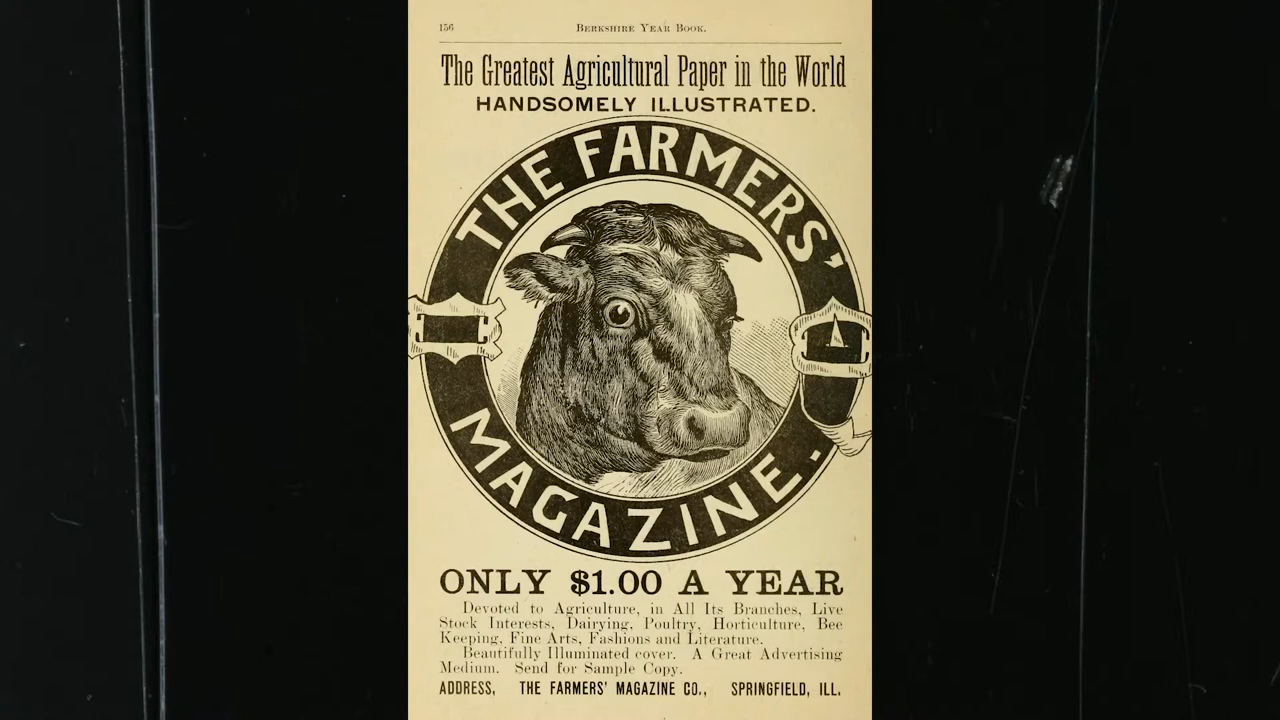 156 BERKSHIRE YEAR BOOK.
The Greatest Agricultural Paper in the World
HANDSOMELY ILLUSTRATED.
THE FARMERS'
MAGAZINE.
ONLY $1.00 A YEAR
Devoted to Agriculture, in All Its Branches, Live
Stock Interests, Dairying, Poultry, Horticulture, Bee
Keeping, Fine Arts, Fashions and Literature.
Beautifully Illuminated cover. A Great Advertising
Medium. Send for Sample Copy.
ADDRESS, THE FARMERS' MAGAZINE CO., SPRINGFIELD, ILL.